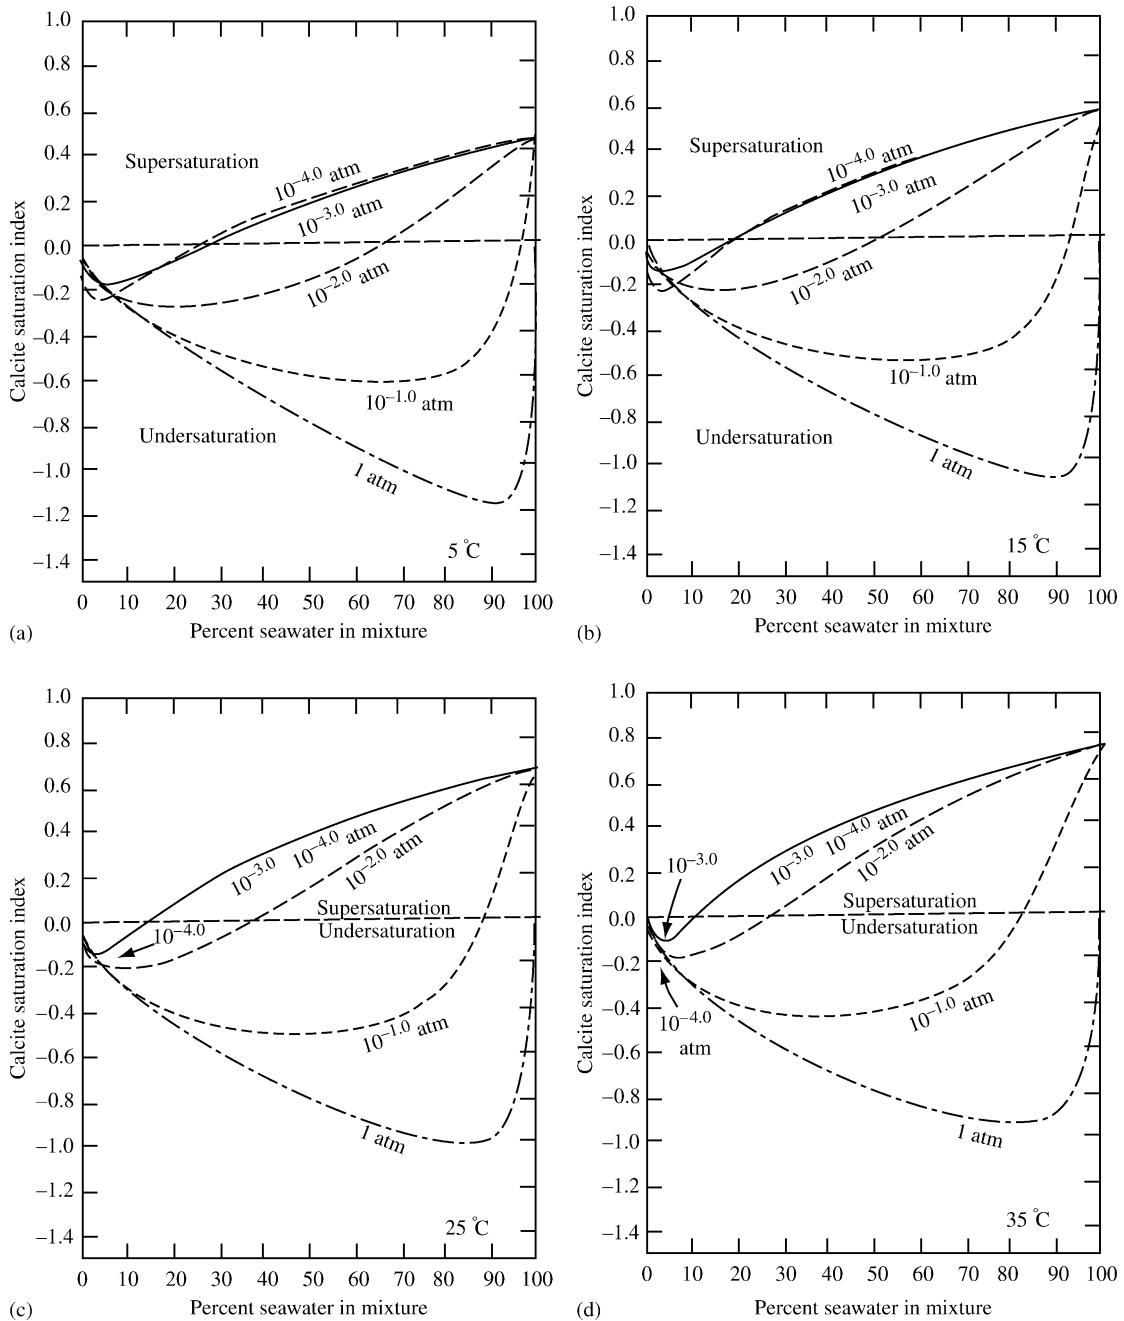 1.0
0.8
0.6
0.4
0.2
0.0
–0.2
–0.4
–0.6
–0.8
–1.0
–1.2
–1.4
Calcite saturation index
Supersaturation
10–4.0 atm
10–3.0 atm
10–2.0 atm
10–1.0 atm
Undersaturation
1 atm
5 °C
0 10 20 30 40 50 60 70 80 90 100
Percent seawater in mixture
(a)
1.0
0.8
0.6
0.4
0.2
0.0
–0.2
–0.4
–0.6
–0.8
–1.0
–1.2
–1.4
Calcite saturation index
Supersaturation
10–4.0 atm
10–3.0 atm
10–2.0 atm
10–1.0 atm
Undersaturation
1 atm
15 °C
0 10 20 30 40 50 60 70 80 90 100
Percent seawater in mixture
(b)
1.0
0.8
0.6
0.4
0.2
0.0
–0.2
–0.4
–0.6
–0.8
–1.0
–1.2
–1.4
Calcite saturation index
10–3.0 10–4.0 atm
10–2.0 atm
Supersaturation
Undersaturation
10–4.0
10–1.0 atm
1 atm
25 °C
0 10 20 30 40 50 60 70 80 90 100
Percent seawater in mixture
(c)
1.0
0.8
0.6
0.4
0.2
0.0
–0.2
–0.4
–0.6
–0.8
–1.0
–1.2
–1.4
Calcite saturation index
10–3.0
10–3.0 10–4.0 atm
10–2.0 atm
Supersaturation
Undersaturation
10–4.0
atm
10–1.0 atm
1 atm
35 °C
0 10 20 30 40 50 60 70 80 90 100
Percent seawater in mixture
(d)